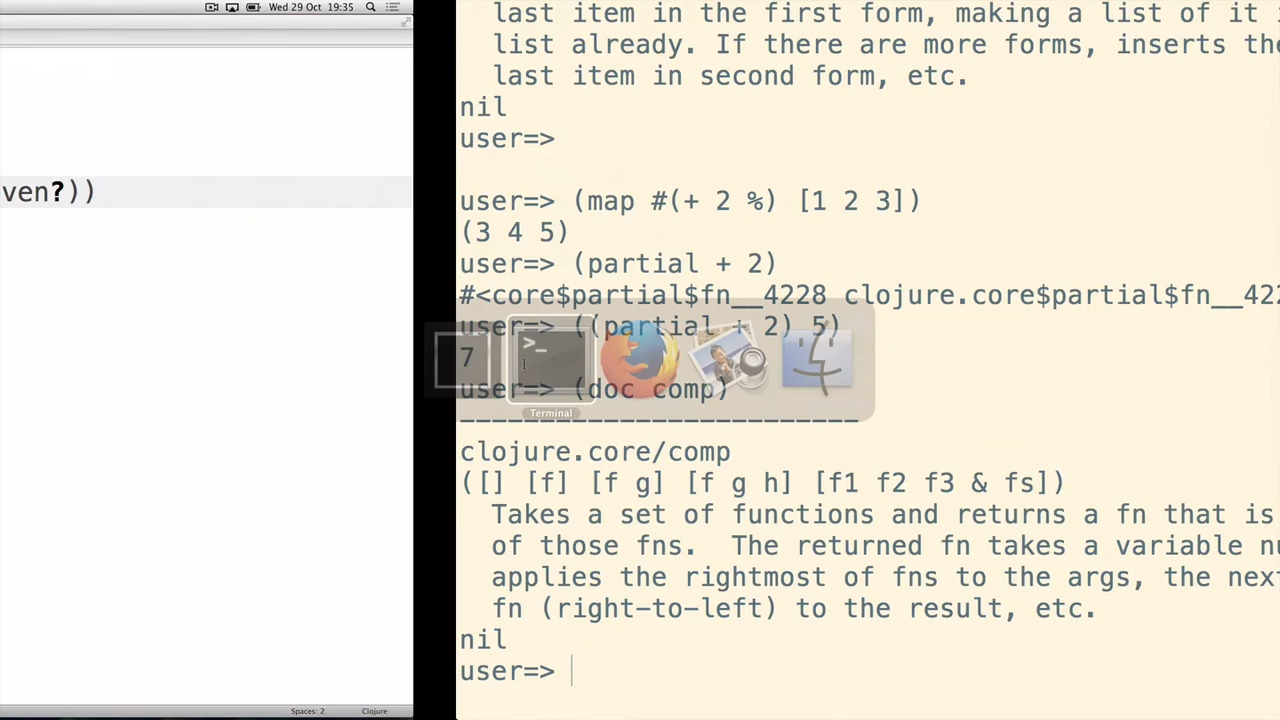 Wed 29 Oct 19:35
ven?))
Spaces: 2 Clojure
last item in the first form, making a list of it
list already. If there are more forms, inserts the
last item in second form, etc.
nil
user=>
user=> (map #(+ 2 %) [1 2 3])
(3 4 5)
user=> (partial + 2)
#<core$partial$fn__4228 clojure.core$partial$fn__422
user=> ((partial + 2) 5)
7
user=> (doc comp)
Terminal
-------------------------
clojure.core/comp
([] [f] [f g] [f g h] [f1 f2 f3 & fs])
Takes a set of functions and returns a fn that is
of those fns.  The returned fn takes a variable nu
applies the rightmost of fns to the args, the next
fn (right-to-left) to the result, etc.
nil
user=>